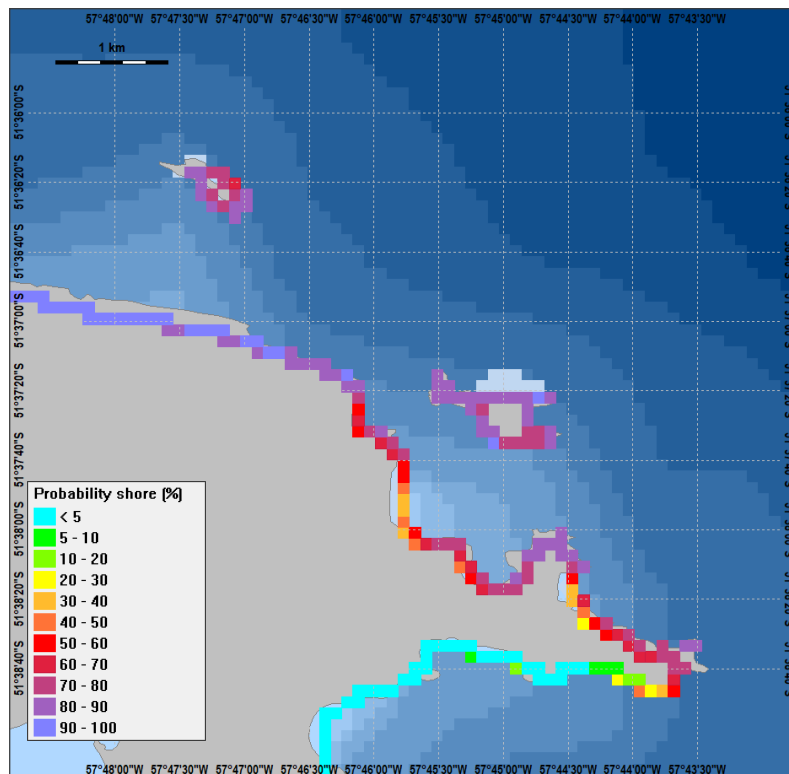 57°48'00"W 57°47'30"W 57°47'00"W 57°46'30"W 57°46'00"W 57°45'30"W 57°45'00"W 57°44'30"W 57°44'00"W 57°43'30"W
1 km
51°36'00"S
51°36'20"S
51°36'40"S
51°37'00"S
51°37'20"S
51°37'40"S
51°38'00"S
51°38'20"S
51°38'40"S
Probability shore (%)
< 5
5 - 10
10 - 20
20 - 30
30 - 40
40 - 50
50 - 60
60 - 70
70 - 80
80 - 90
90 - 100
57°48'00"W 57°47'30"W 57°47'00"W 57°46'30"W 57°46'00"W 57°45'30"W 57°45'00"W 57°44'30"W 57°44'00"W 57°43'30"W